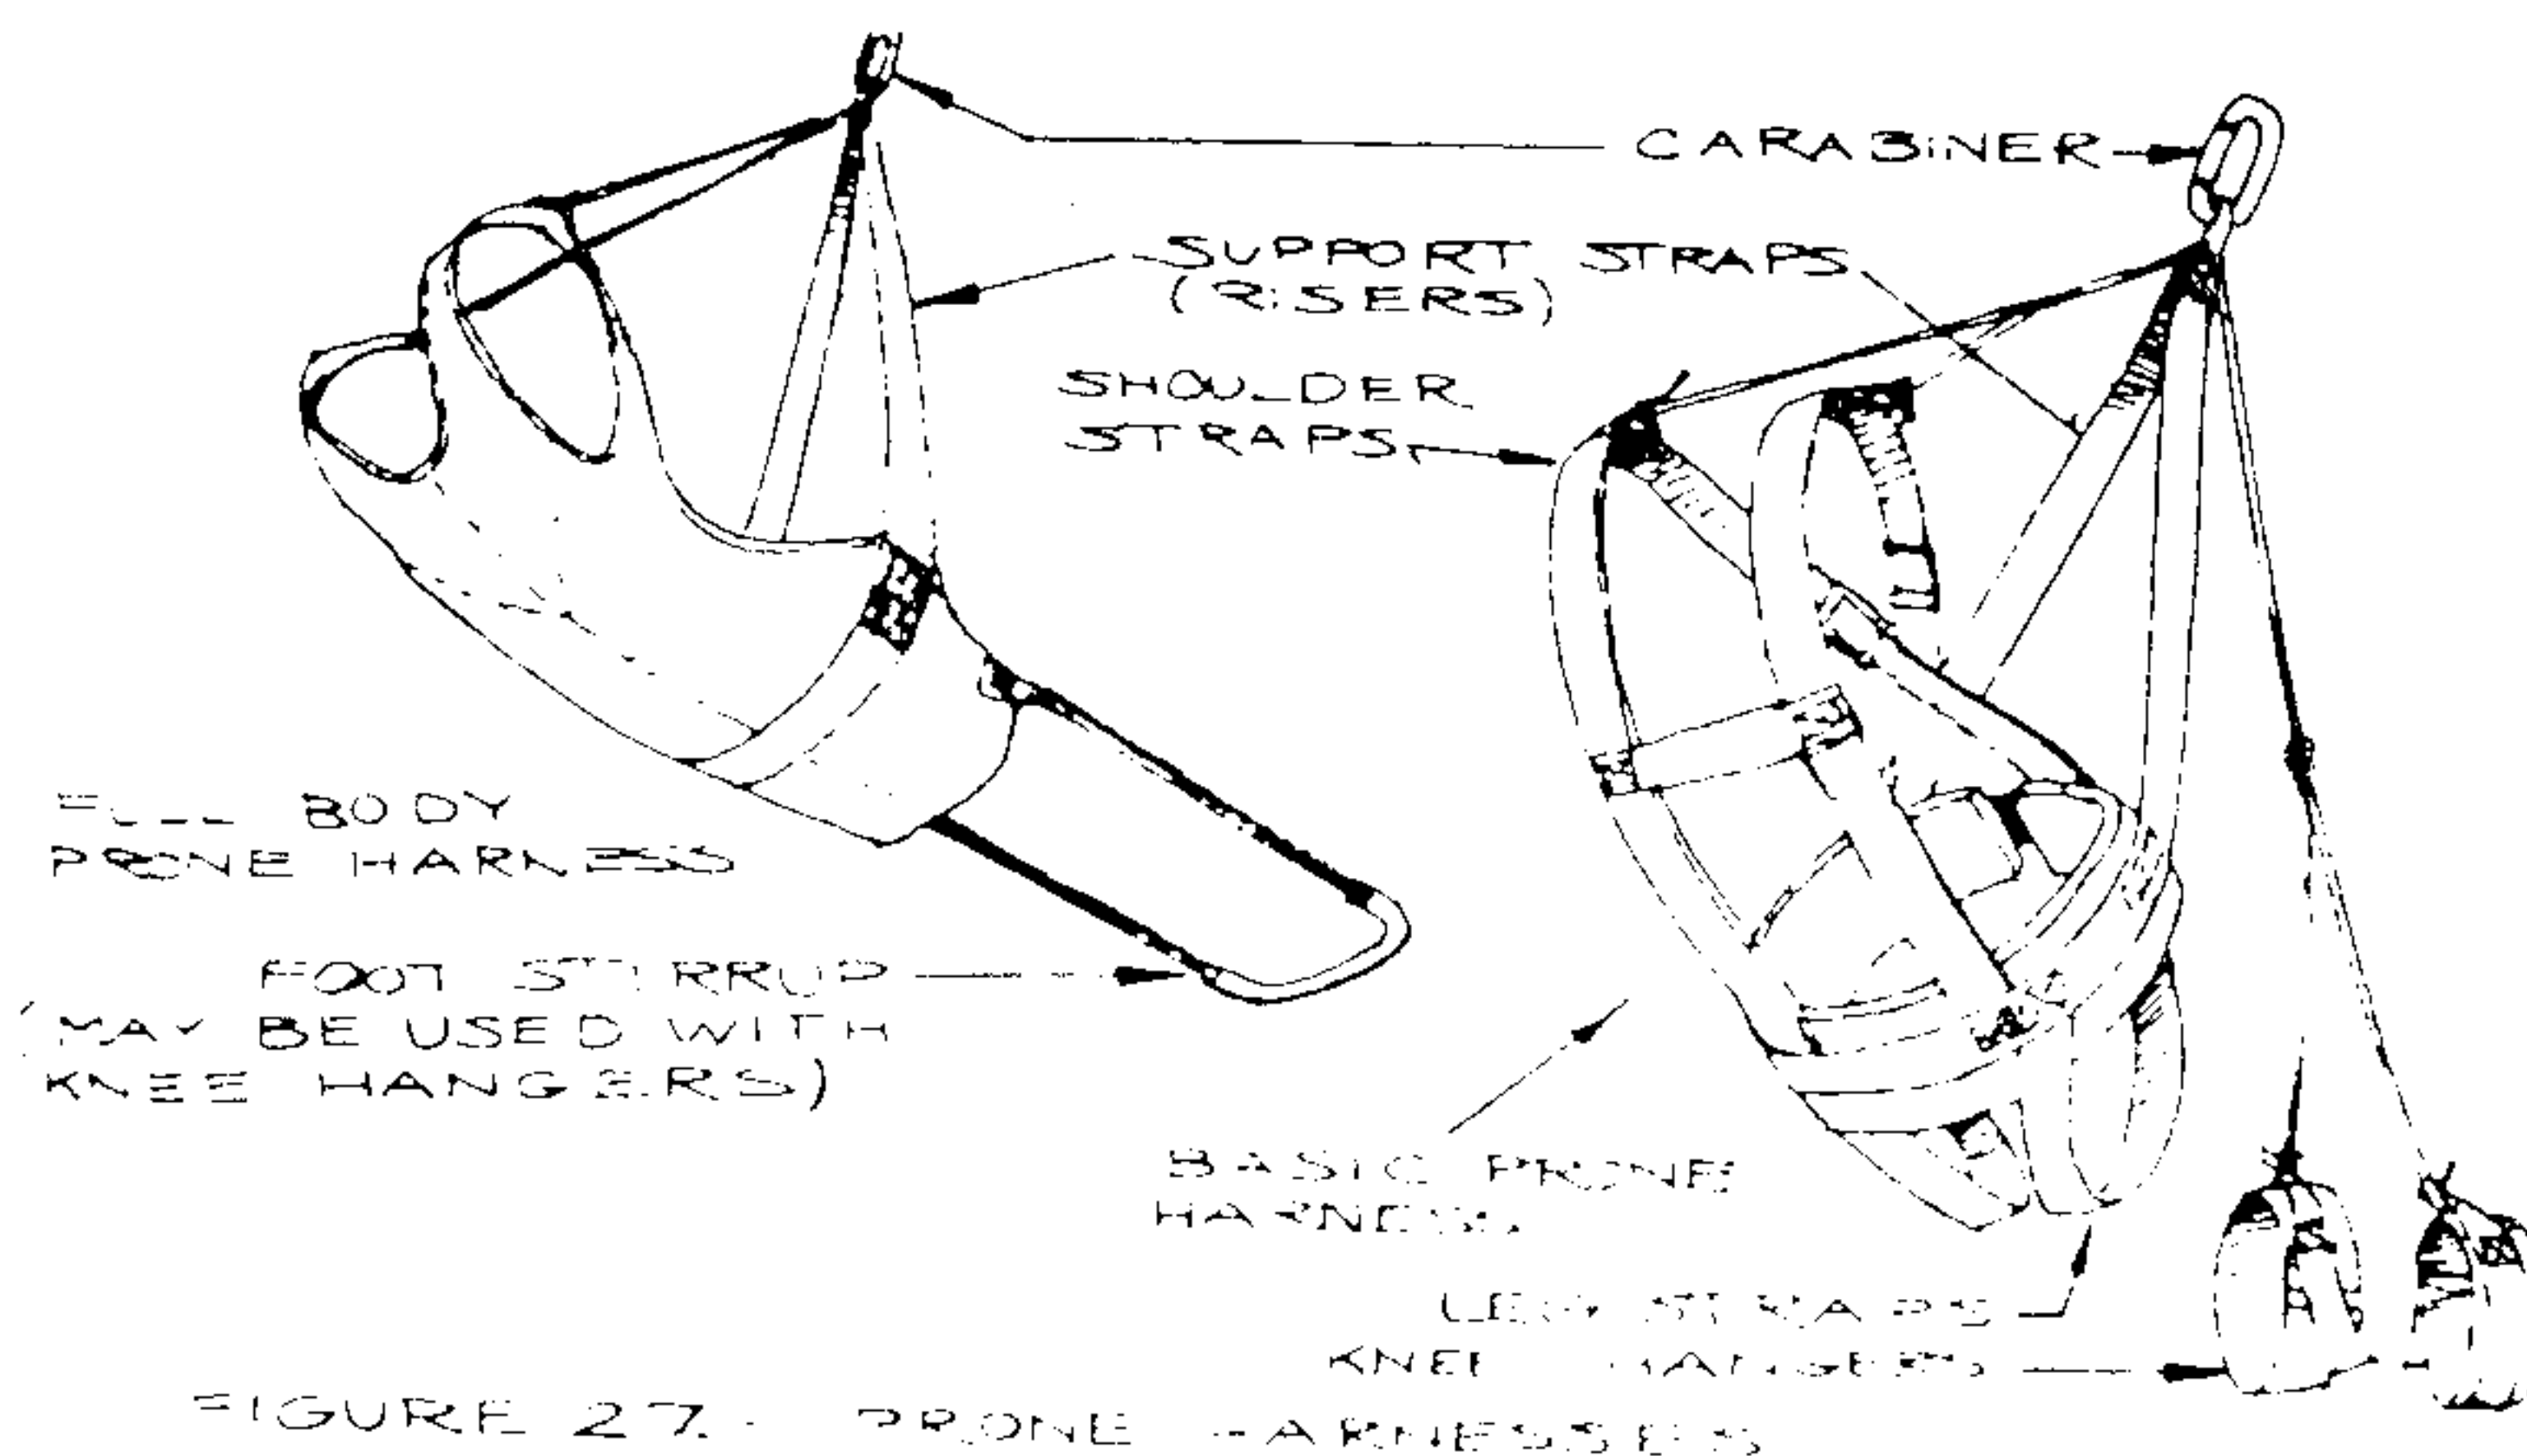 CARABINER
SUPPORT STRAPS
(RISERS)
SHOULDER
STRAPS
FULL BODY
PRONE HARNESS
FOOT STIRRUP
(MAY BE USED WITH
KNEE HANGERS)
BASIC PRONE
HARNESS
LEG STRAPS
KNEE HANGERS
FIGURE 27. - PRONE HARNESSES